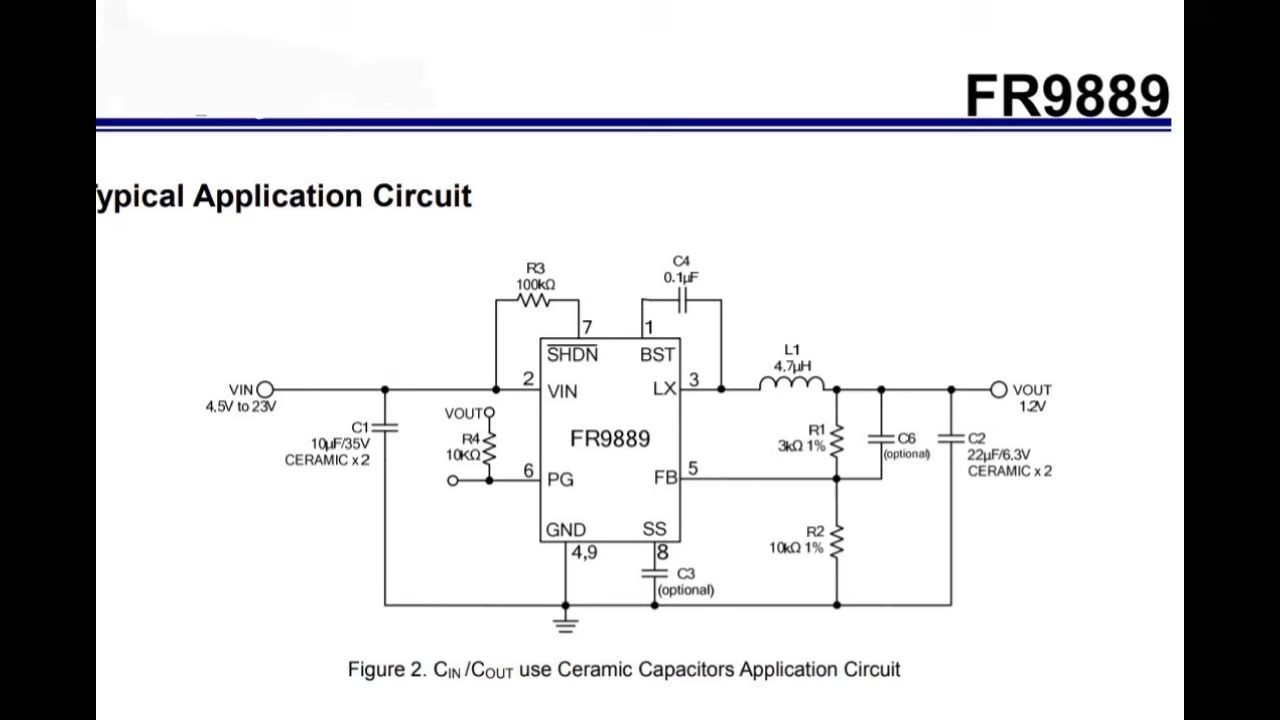 FR9889
ypical Application Circuit
C4
0.1µF
R3
100kΩ
7
1
SHDN
BST
L1
4.7µH
VIN
4.5V to 23V
2
VIN
LX
3
VOUT
1.2V
C1
10µF/35V
CERAMIC x 2
VOUT
R4
10KΩ
FR9889
R1
3kΩ 1%
C6
(optional)
C2
22µF/6.3V
CERAMIC x 2
6
PG
FB
5
GND
SS
4,9
8
R2
10kΩ 1%
C3
(optional)
Figure 2. CIN /COUT use Ceramic Capacitors Application Circuit